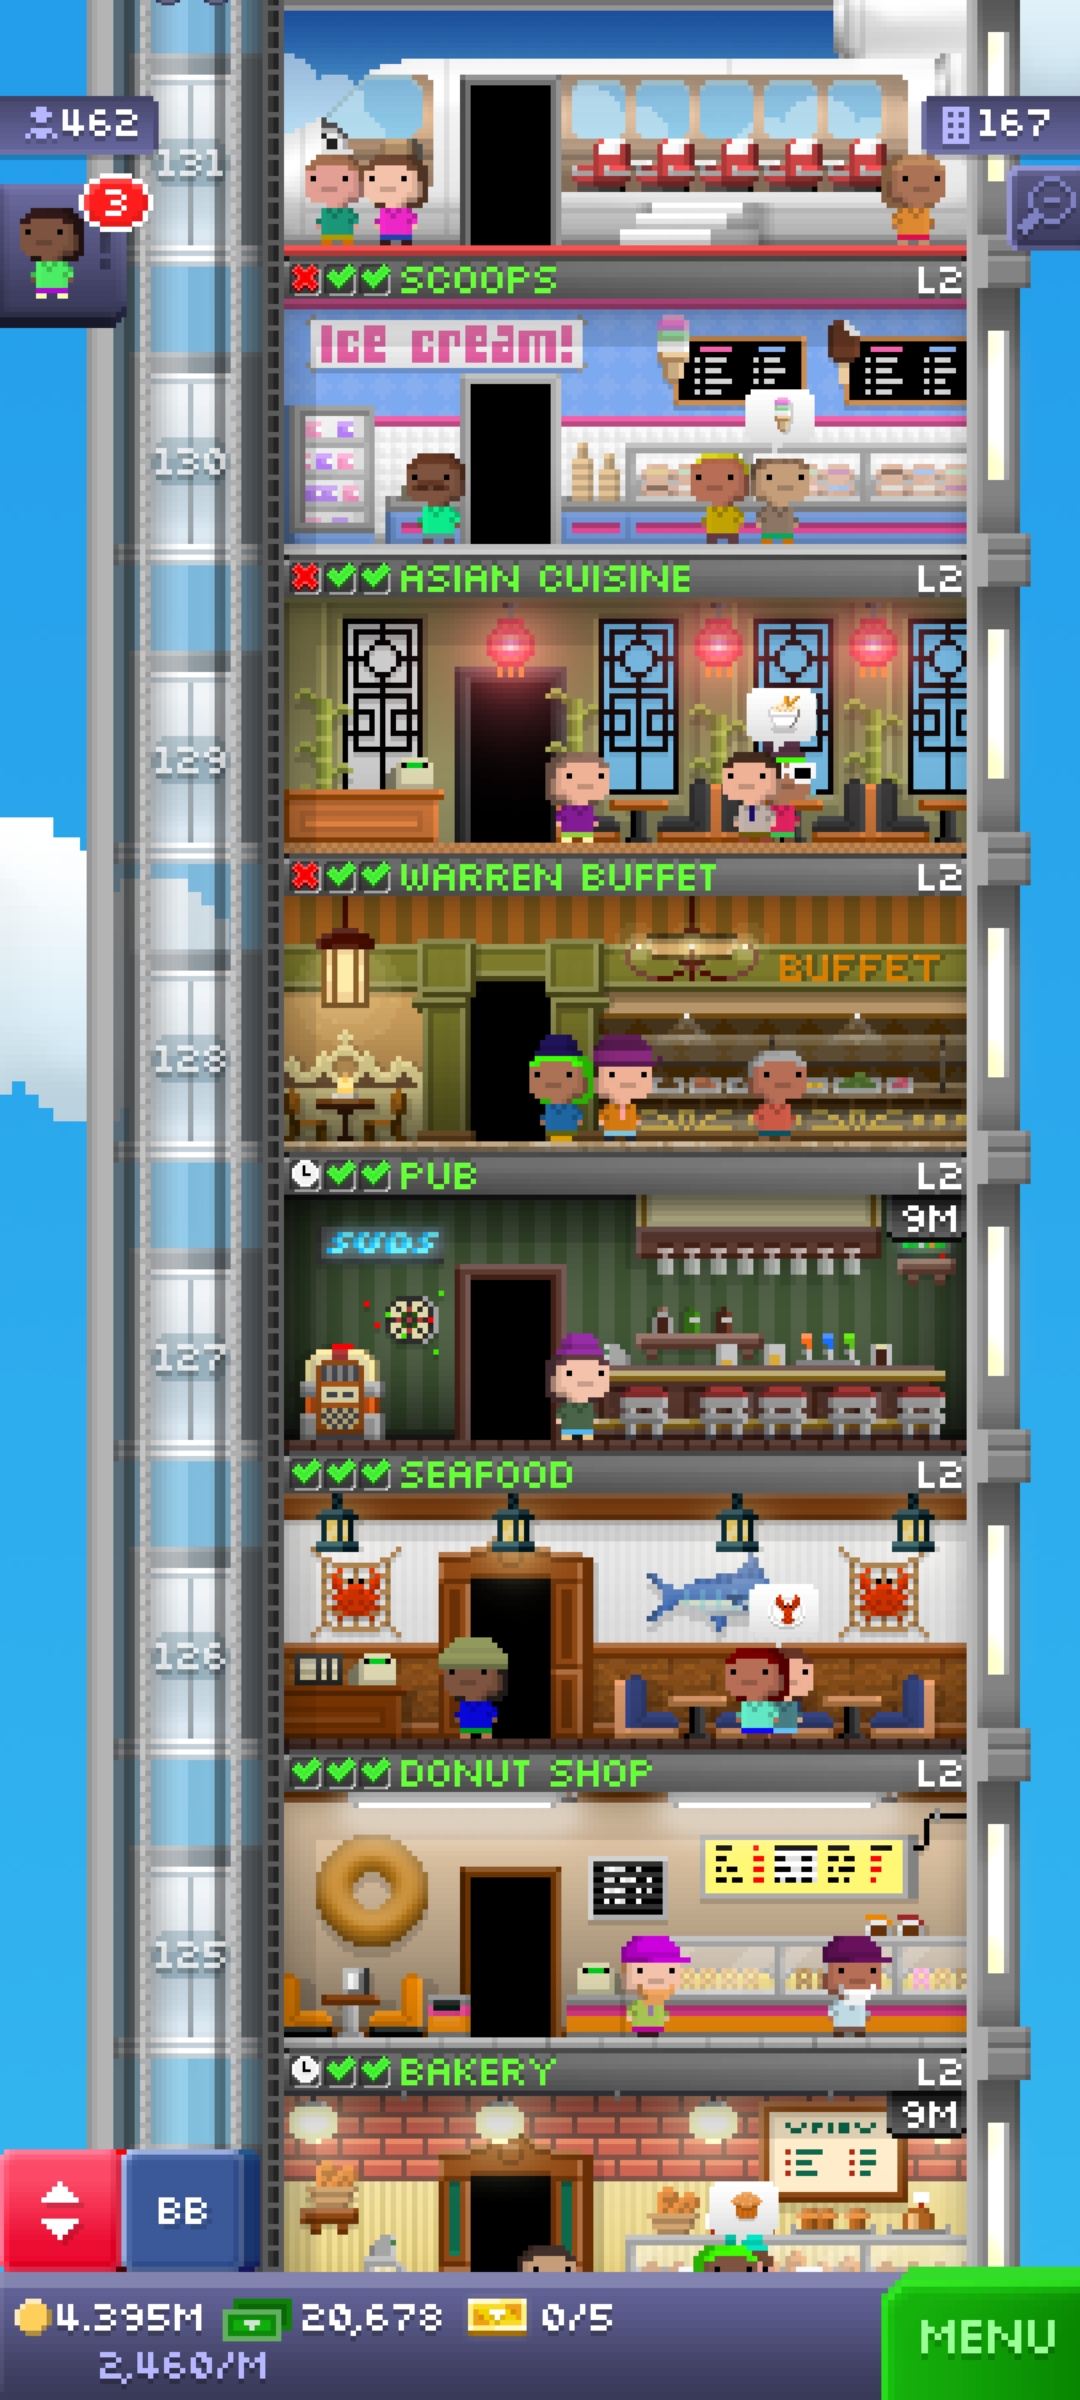 462
167
3
131
SCOOPS L2
Ice cream!
130
ASIAN CUISINE L2
129
WARREN BUFFET L2
BUFFET
128
PUB L2
9M
SUDS
127
SEAFOOD L2
126
DONUT SHOP L2
125
BAKERY L2
9M
BB
4.395M 20,678 0/5
2,460/M
MENU